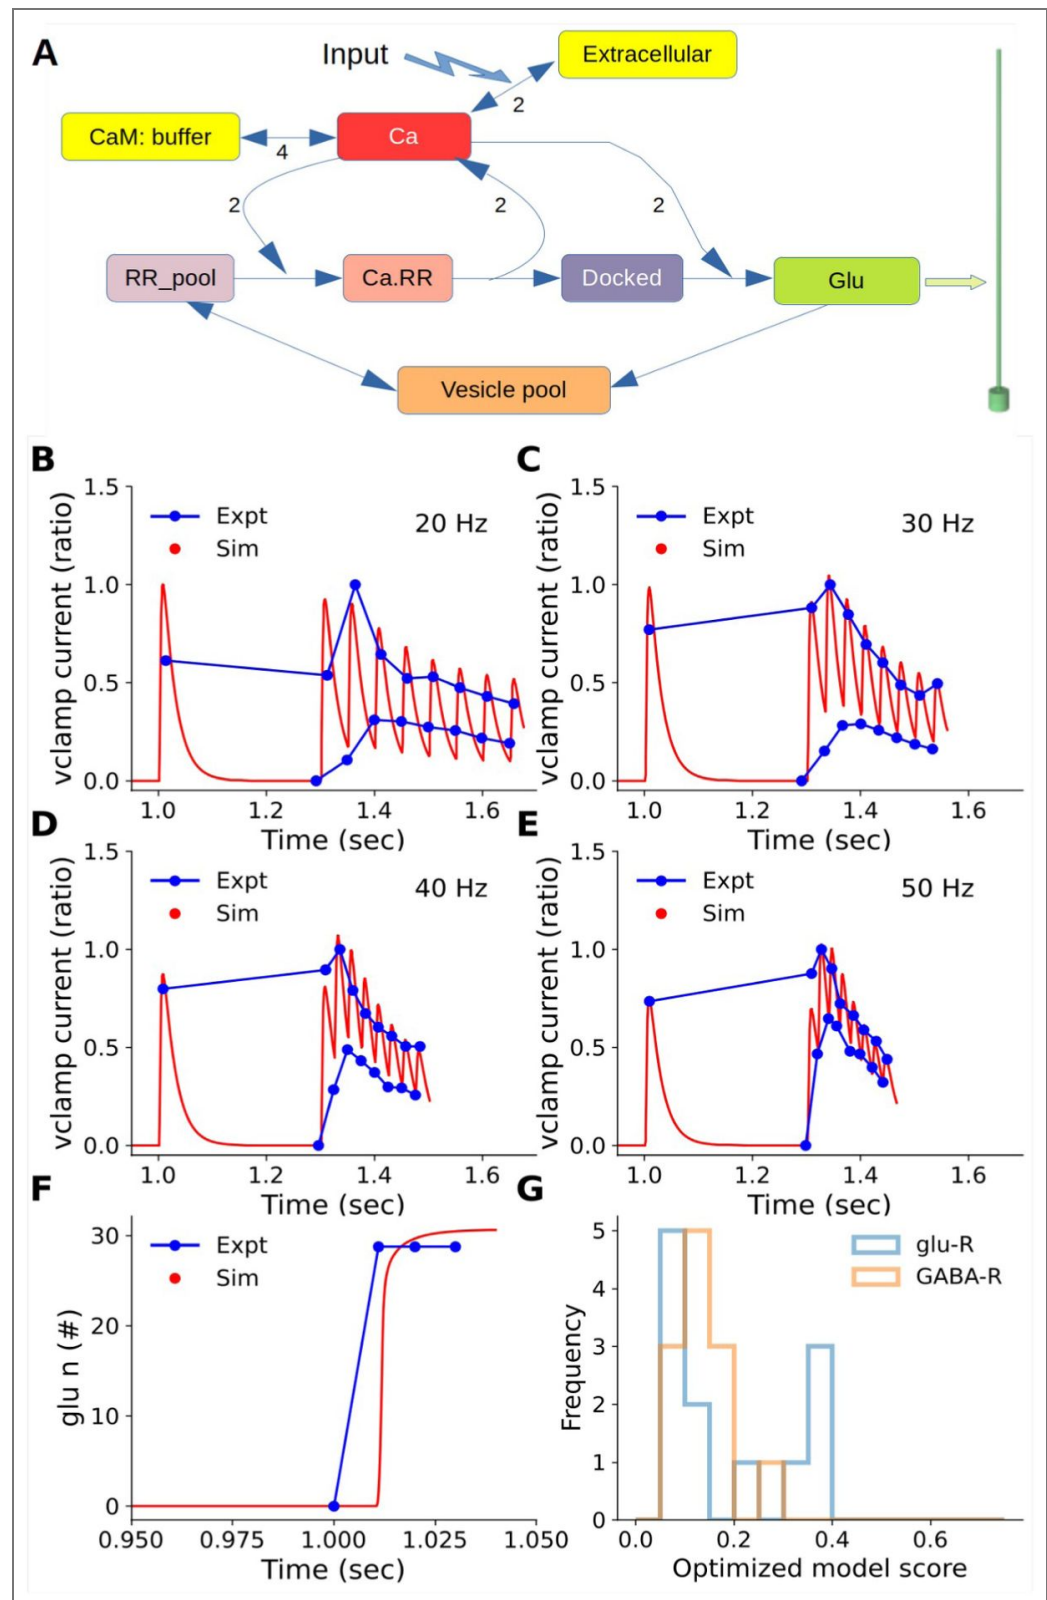 A
Input
Extracellular
2
CaM: buffer
Ca
4
2
2
2
RR_pool
Ca.RR
Docked
Glu
Vesicle pool
B
vclamp current (ratio)
1.5
1.0
0.5
0.0
Expt
Sim
20 Hz
1.0 1.2 1.4 1.6
Time (sec)
C
vclamp current (ratio)
1.5
1.0
0.5
0.0
Expt
Sim
30 Hz
1.0 1.2 1.4 1.6
Time (sec)
D
vclamp current (ratio)
1.5
1.0
0.5
0.0
Expt
Sim
40 Hz
1.0 1.2 1.4 1.6
Time (sec)
E
vclamp current (ratio)
1.5
1.0
0.5
0.0
Expt
Sim
50 Hz
1.0 1.2 1.4 1.6
Time (sec)
F
glu n (#)
30
20
10
0
Expt
Sim
0.950 0.975 1.000 1.025 1.050
Time (sec)
G
Frequency
5
4
3
2
1
0
glu-R
GABA-R
0.0 0.2 0.4 0.6
Optimized model score